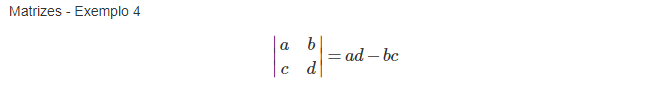 Matrizes - Exemplo 4
| a b |
| c d | = ad – bc